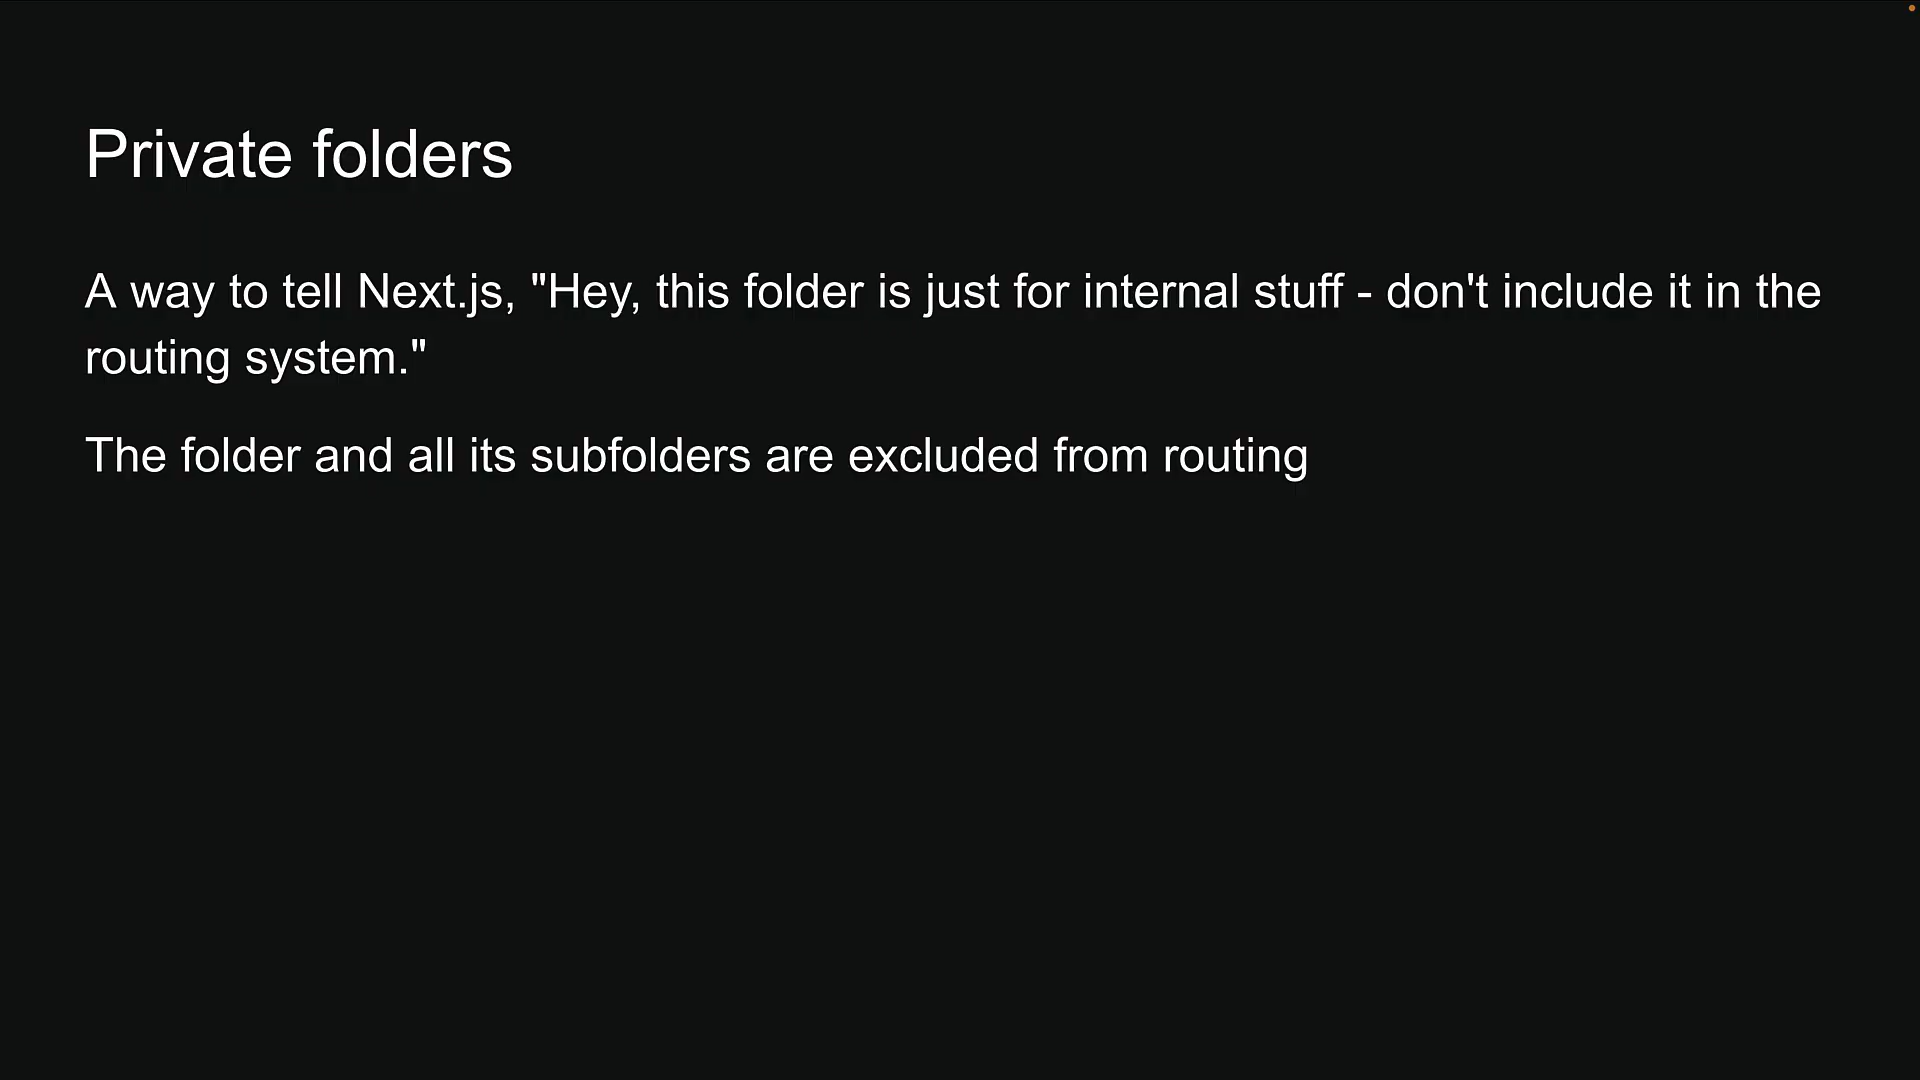 Private folders
A way to tell Next.js, "Hey, this folder is just for internal stuff - don't include it in the
routing system."
The folder and all its subfolders are excluded from routing